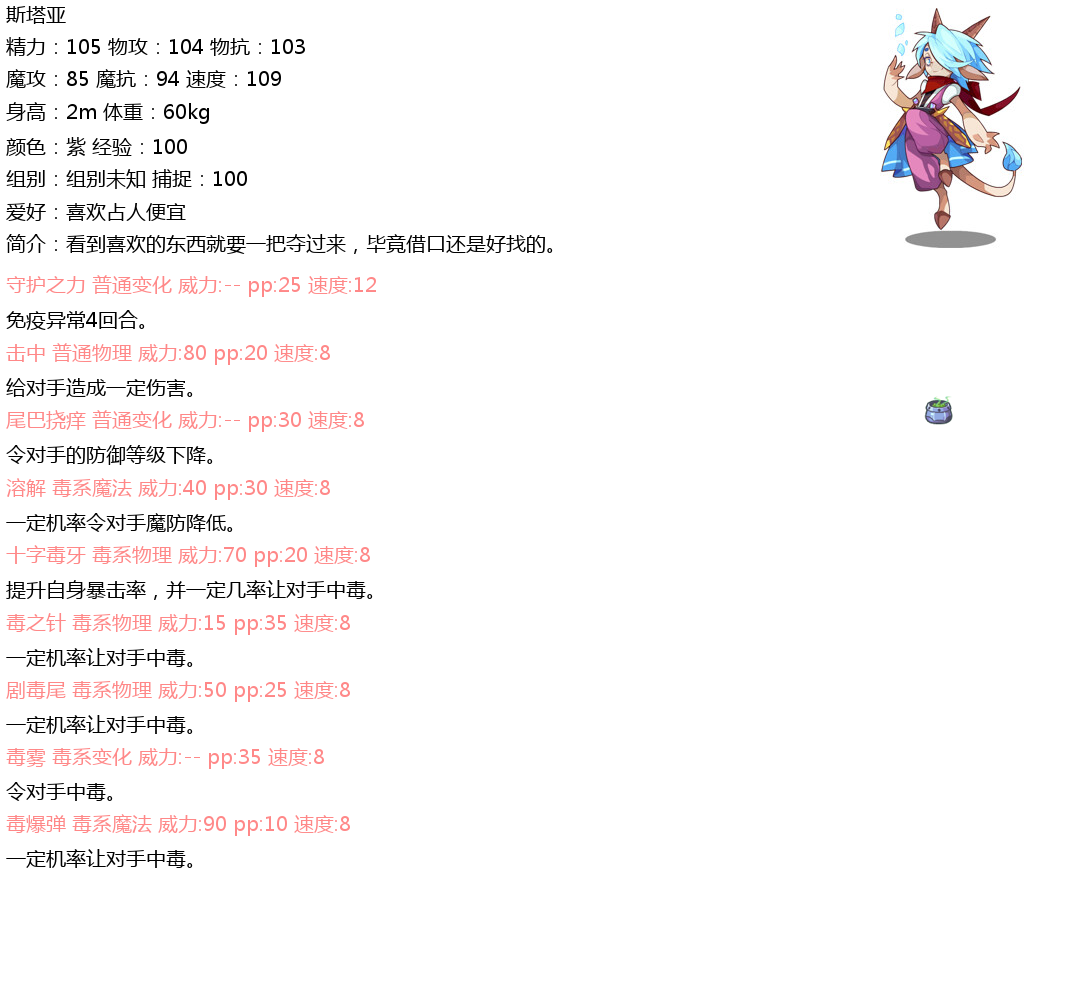 斯塔亚
精力：105 物攻：104 物抗：103
魔攻：85 魔抗：94 速度：109
身高：2m 体重：60kg
颜色：紫 经验：100
组别：组别未知 捕捉：100
爱好：喜欢占人便宜
简介：看到喜欢的东西就要一把夺过来，毕竟借口还是好找的。
守护之力 普通变化 威力:-- pp:25 速度:12
免疫异常4回合。
击中 普通物理 威力:80 pp:20 速度:8
给对手造成一定伤害。
尾巴挠痒 普通变化 威力:-- pp:30 速度:8
令对手的防御等级下降。
溶解 毒系魔法 威力:40 pp:30 速度:8
一定机率令对手魔防降低。
十字毒牙 毒系物理 威力:70 pp:20 速度:8
提升自身暴击率，并一定几率让对手中毒。
毒之针 毒系物理 威力:15 pp:35 速度:8
一定机率让对手中毒。
剧毒尾 毒系物理 威力:50 pp:25 速度:8
一定机率让对手中毒。
毒雾 毒系变化 威力:-- pp:35 速度:8
令对手中毒。
毒爆弹 毒系魔法 威力:90 pp:10 速度:8
一定机率让对手中毒。